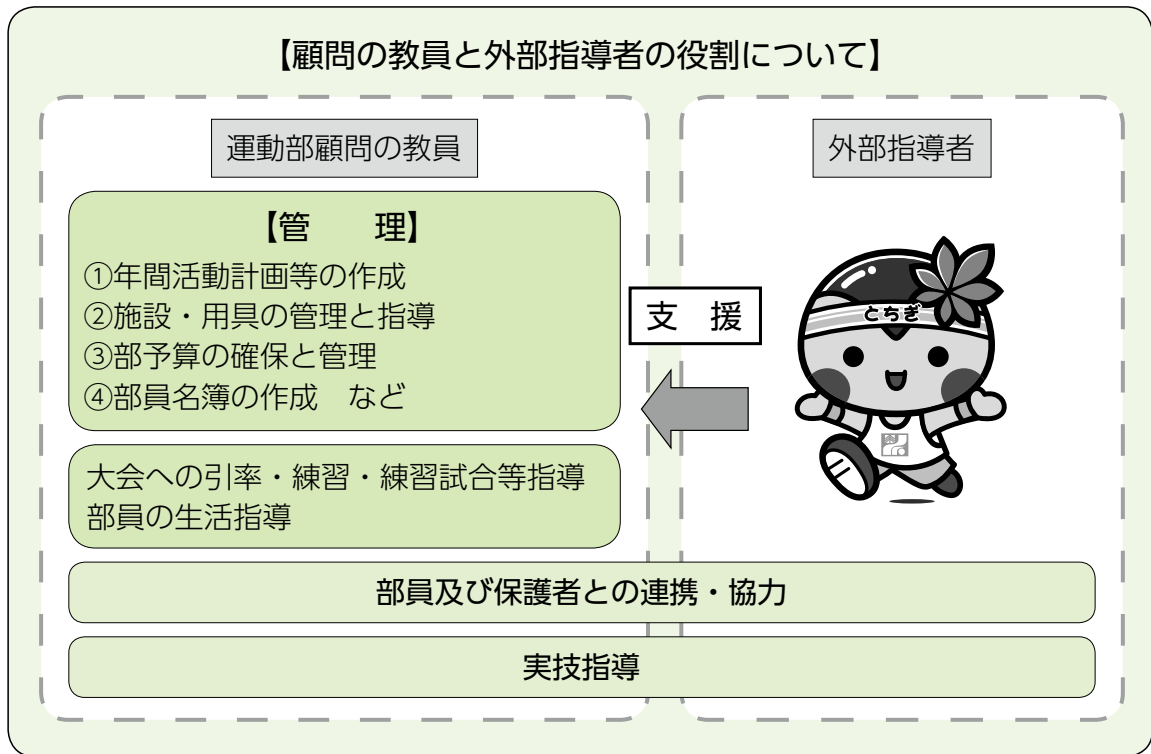 【顧問の教員と外部指導者の役割について】
運動部顧問の教員
【管　　理】
①年間活動計画等の作成
②施設・用具の管理と指導
③部予算の確保と管理
④部員名簿の作成　など
大会への引率・練習・練習試合等指導
部員の生活指導
支　援
外部指導者
とちぎ
部員及び保護者との連携・協力
実技指導